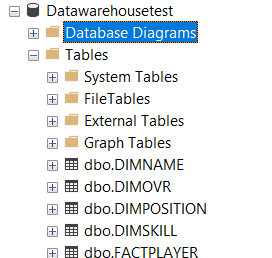 Datawarehousetest
Database Diagrams
Tables
System Tables
FileTables
External Tables
Graph Tables
dbo.DIMNAME
dbo.DIMOVR
dbo.DIMPOSITION
dbo.DIMSKILL
dbo.FACTPLAYER